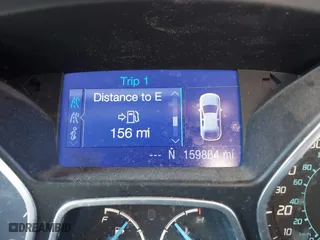 Trip 1
Distance to E
156 mi
--- N 159864 mi
DREAMBID